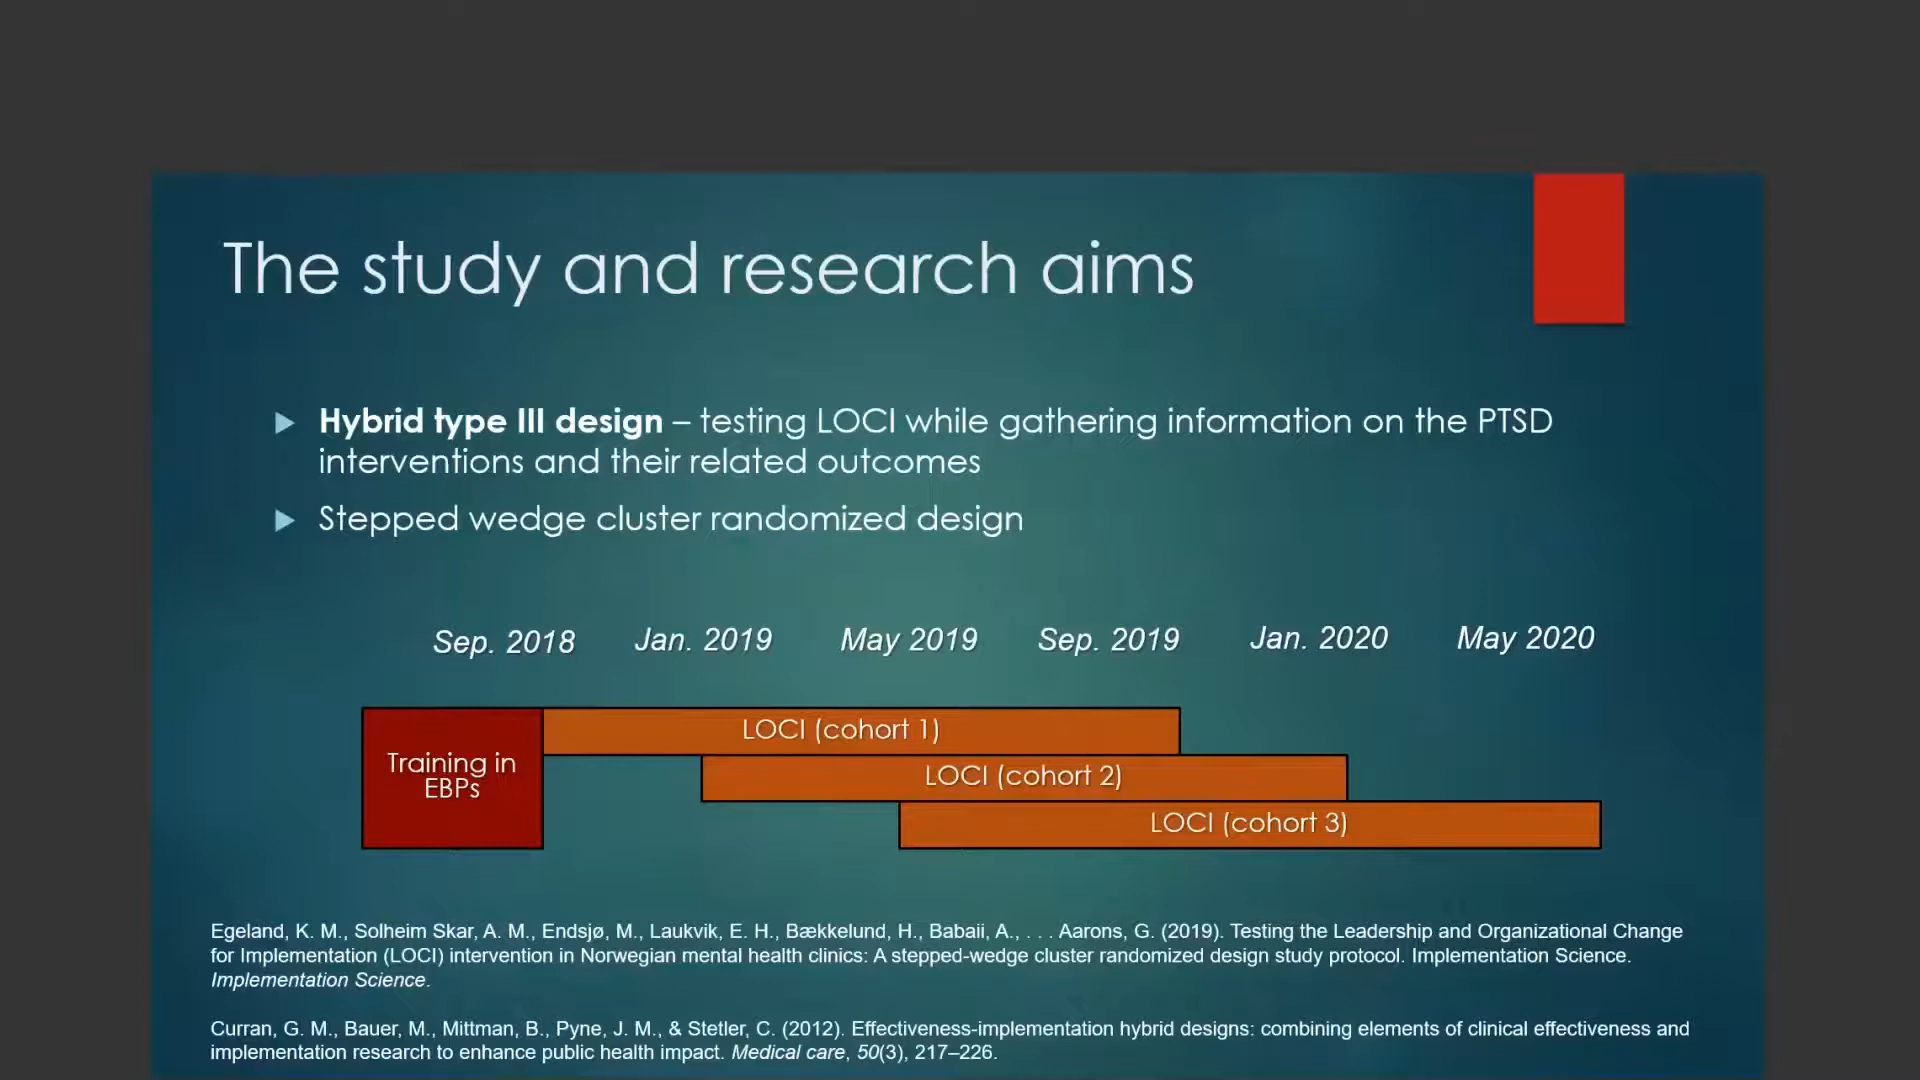 The study and research aims
Hybrid type III design – testing LOCI while gathering information on the PTSD
interventions and their related outcomes
Stepped wedge cluster randomized design
Sep. 2018 Jan. 2019 May 2019 Sep. 2019 Jan. 2020 May 2020
Training in
EBPs
LOCI (cohort 1)
LOCI (cohort 2)
LOCI (cohort 3)
Egeland, K. M., Solheim Skar, A. M., Endsjø, M., Laukvik, E. H., Bækkelund, H., Babaii, A., . . . Aarons, G. (2019). Testing the Leadership and Organizational Change
for Implementation (LOCI) intervention in Norwegian mental health clinics: A stepped-wedge cluster randomized design study protocol. Implementation Science.
Implementation Science.
Curran, G. M., Bauer, M., Mittman, B., Pyne, J. M., & Stetler, C. (2012). Effectiveness-implementation hybrid designs: combining elements of clinical effectiveness and
implementation research to enhance public health impact. Medical care, 50(3), 217–226.